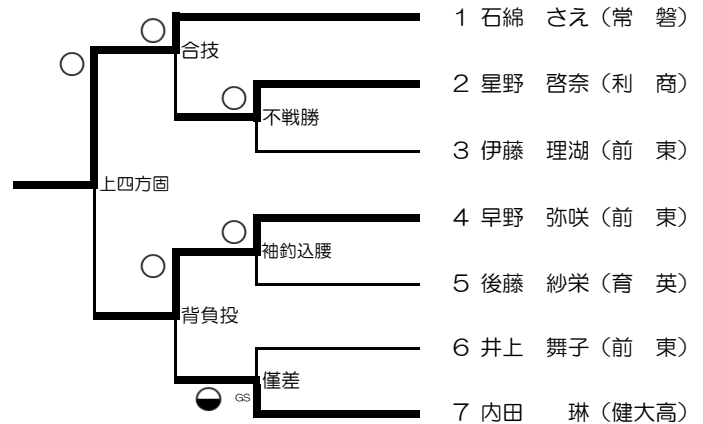 1 石綿　さえ（常　磐）
合技
2 星野　啓奈（利　商）
不戦勝
3 伊藤　理湖（前　東）
上四方固
4 早野　弥咲（前　東）
袖釣込腰
5 後藤　紗栄（育　英）
背負投
6 井上　舞子（前　東）
僅差
GS
7 内田　　琳（健大高）